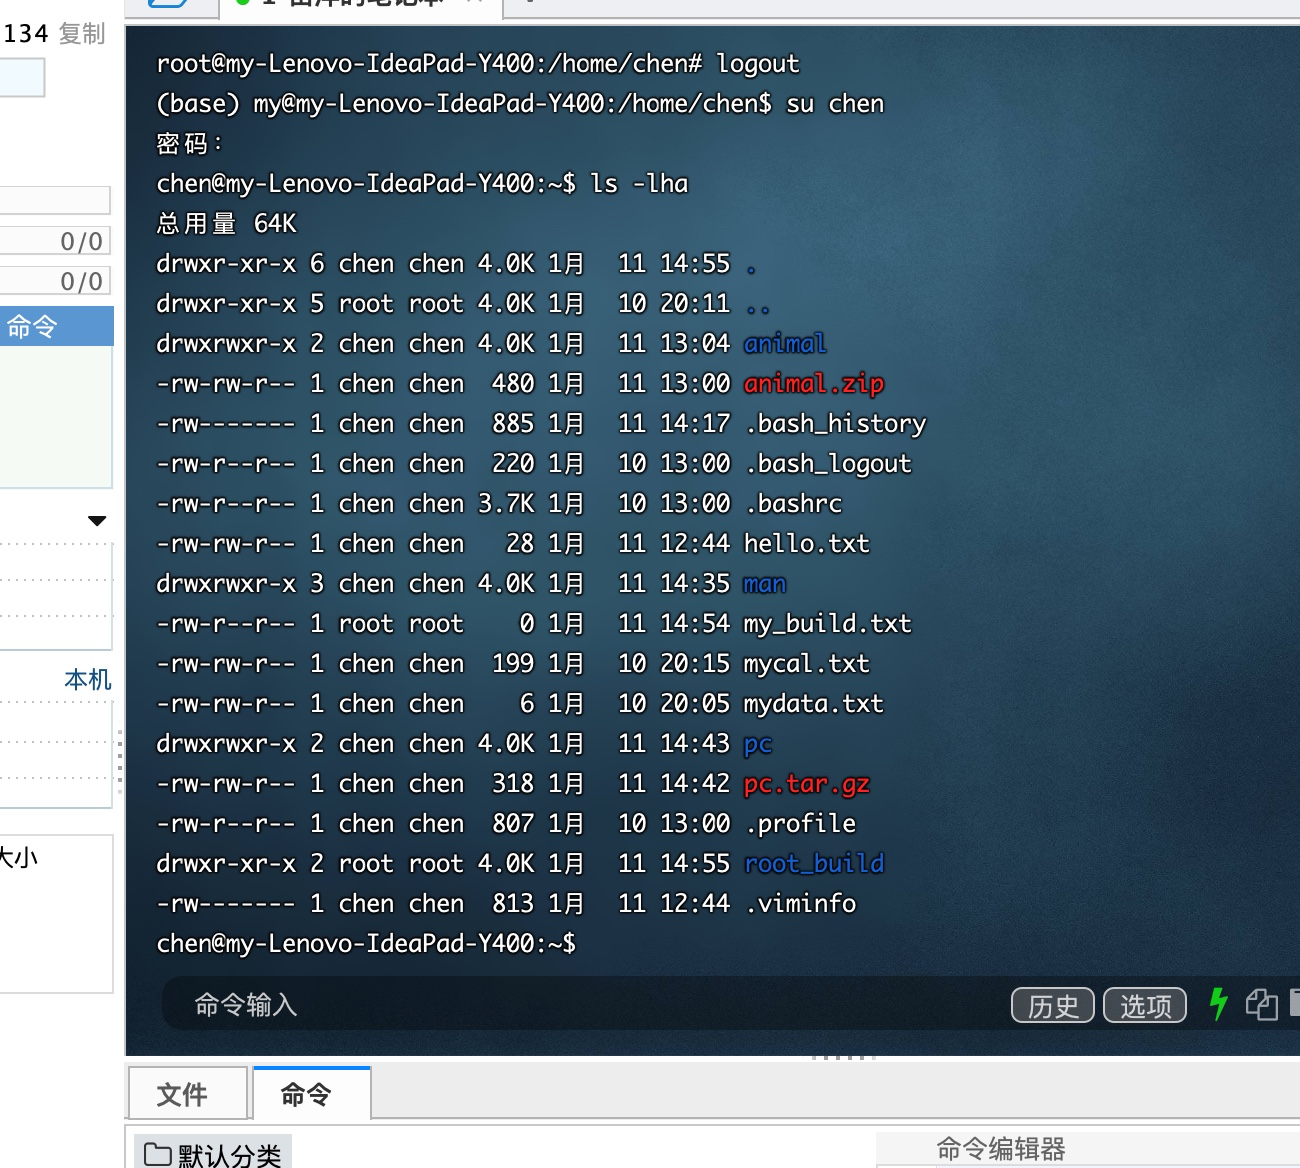 134 复制
0/0
0/0
命令
本机
大小
root@my-Lenovo-IdeaPad-Y400:/home/chen# logout
(base) my@my-Lenovo-IdeaPad-Y400:/home/chen$ su chen
密码：
chen@my-Lenovo-IdeaPad-Y400:~$ ls -lha
总用量 64K
drwxr-xr-x 6 chen chen 4.0K 1月  11 14:55 .
drwxr-xr-x 5 root root 4.0K 1月  10 20:11 ..
drwxrwxr-x 2 chen chen 4.0K 1月  11 13:04 animal
-rw-rw-r-- 1 chen chen  480 1月  11 13:00 animal.zip
-rw------- 1 chen chen  885 1月  11 14:17 .bash_history
-rw-r--r-- 1 chen chen  220 1月  10 13:00 .bash_logout
-rw-r--r-- 1 chen chen 3.7K 1月  10 13:00 .bashrc
-rw-rw-r-- 1 chen chen   28 1月  11 12:44 hello.txt
drwxrwxr-x 3 chen chen 4.0K 1月  11 14:35 man
-rw-r--r-- 1 root root    0 1月  11 14:54 my_build.txt
-rw-rw-r-- 1 chen chen  199 1月  10 20:15 mycal.txt
-rw-rw-r-- 1 chen chen    6 1月  10 20:05 mydata.txt
drwxrwxr-x 2 chen chen 4.0K 1月  11 14:43 pc
-rw-rw-r-- 1 chen chen  318 1月  11 14:42 pc.tar.gz
-rw-r--r-- 1 chen chen  807 1月  10 13:00 .profile
drwxr-xr-x 2 root root 4.0K 1月  11 14:55 root_build
-rw------- 1 chen chen  813 1月  11 12:44 .viminfo
chen@my-Lenovo-IdeaPad-Y400:~$
命令输入
历史 选项
文件 命令
默认分类
命令编辑器